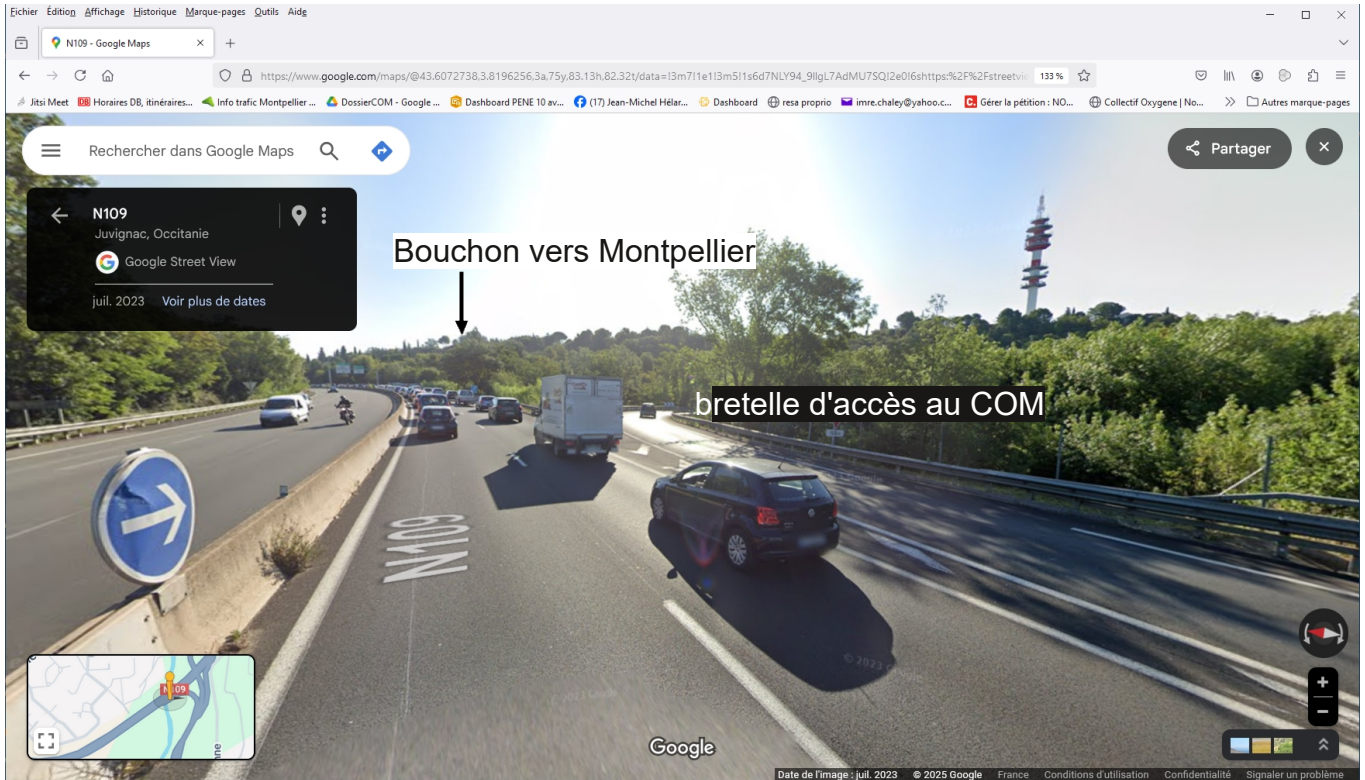 Fichier Édition Affichage Historique Marque-pages Outils Aide
N109 - Google Maps
https://www.google.com/maps/@43.6072738,3.8196256,3a,75y,83.13h,82.32t/data=!3m7!1e1!3m5!1s6d7NLY94_9IlgL7AdMU7SQ!2e0!6shttps:%2F%2Fstreetvie 133 %
Jitsi Meet DB Horaires DB, itinéraires... Info trafic Montpellier ... DossierCOM - Google ... Dashboard PENE 10 av... (17) Jean-Michel Hélar... Dashboard resa proprio imre.chaley@yahoo.c... C. Gérer la pétition : NO... Collectif Oxygene | No... Autres marque-pages
Rechercher dans Google Maps
Partager
N109
Juvignac, Occitanie
Google Street View
juil. 2023 Voir plus de dates
Bouchon vers Montpellier
bretelle d'accès au COM
N109
N109
Google
Date de l'image : juil. 2023 © 2025 Google France Conditions d'utilisation Confidentialité Signaler un problème